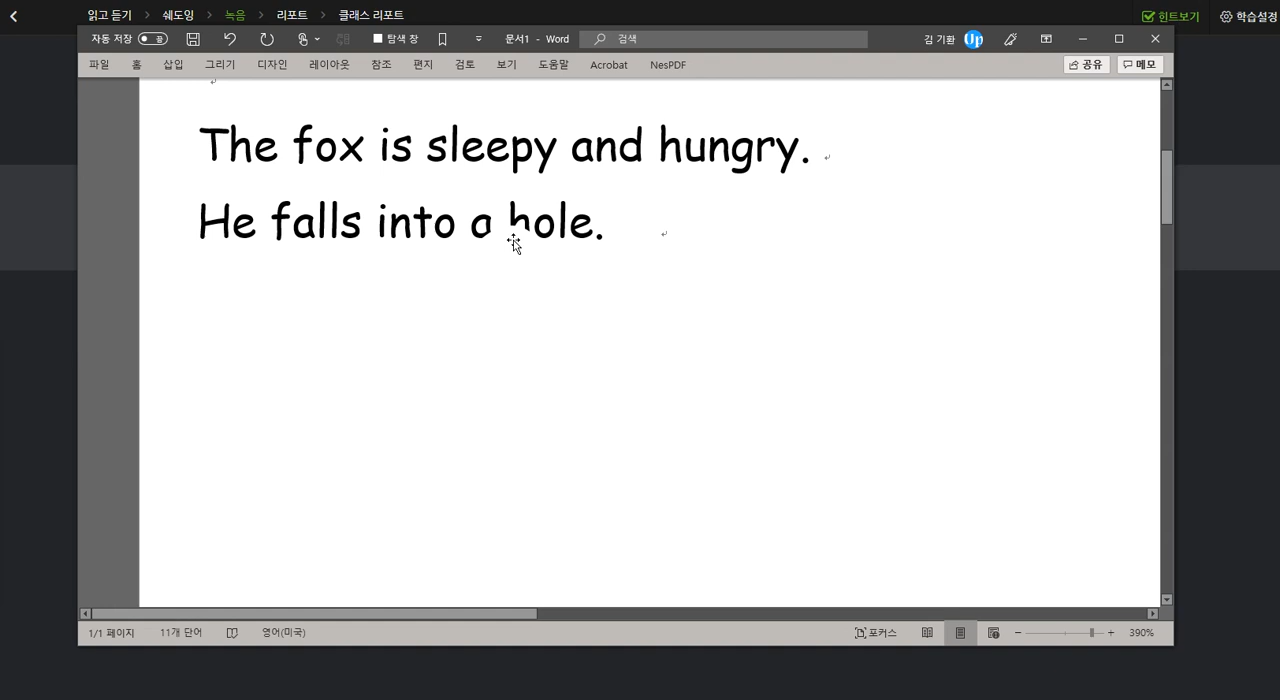 읽고 듣기 > 쉐도잉 > 녹음 > 리포트 > 클래스 리포트 힌트보기 학습설정
자동 저장 끔 탐색 창 문서1 - Word 검색 김 기환 Up
파일 홈 삽입 그리기 디자인 레이아웃 참조 편지 검토 보기 도움말 Acrobat NesPDF 공유 메모
The fox is sleepy and hungry.
He falls into a hole.
1/1 페이지 11개 단어 영어(미국) 포커스 390%